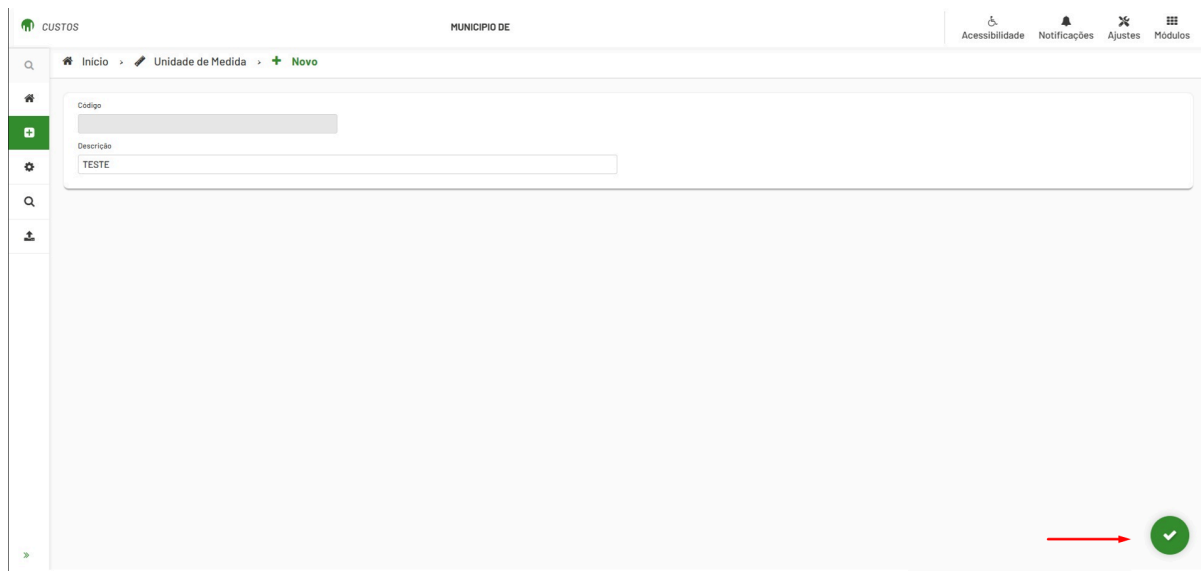 CUSTOS
MUNICIPIO DE
Acessibilidade Notificações Ajustes Módulos
Início › Unidade de Medida › + Novo
Código
Descrição
TESTE